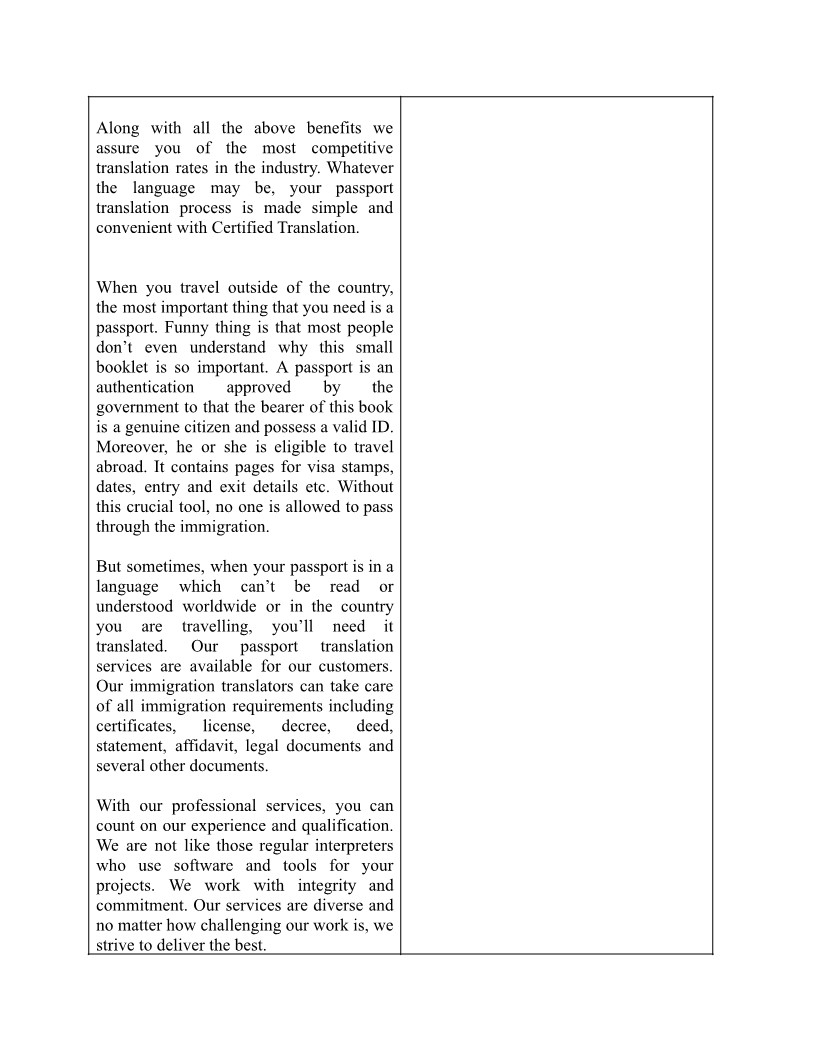 Along with all the above benefits we
assure you of the most competitive
translation rates in the industry. Whatever
the language may be, your passport
translation process is made simple and
convenient with Certified Translation.
When you travel outside of the country,
the most important thing that you need is a
passport. Funny thing is that most people
don’t even understand why this small
booklet is so important. A passport is an
authentication approved by the
government to that the bearer of this book
is a genuine citizen and possess a valid ID.
Moreover, he or she is eligible to travel
abroad. It contains pages for visa stamps,
dates, entry and exit details etc. Without
this crucial tool, no one is allowed to pass
through the immigration.
But sometimes, when your passport is in a
language which can’t be read or
understood worldwide or in the country
you are travelling, you’ll need it
translated. Our passport translation
services are available for our customers.
Our immigration translators can take care
of all immigration requirements including
certificates, license, decree, deed,
statement, affidavit, legal documents and
several other documents.
With our professional services, you can
count on our experience and qualification.
We are not like those regular interpreters
who use software and tools for your
projects. We work with integrity and
commitment. Our services are diverse and
no matter how challenging our work is, we
strive to deliver the best.